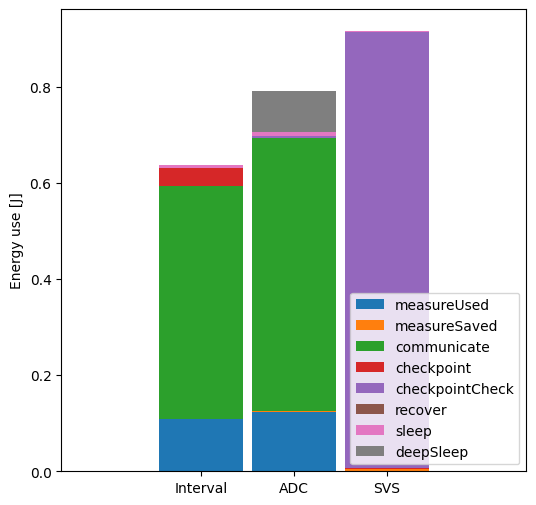 Energy use [J]
0.8
0.6
0.4
0.2
0.0
measureUsed
measureSaved
communicate
checkpoint
checkpointCheck
recover
sleep
deepSleep
Interval
ADC
SVS